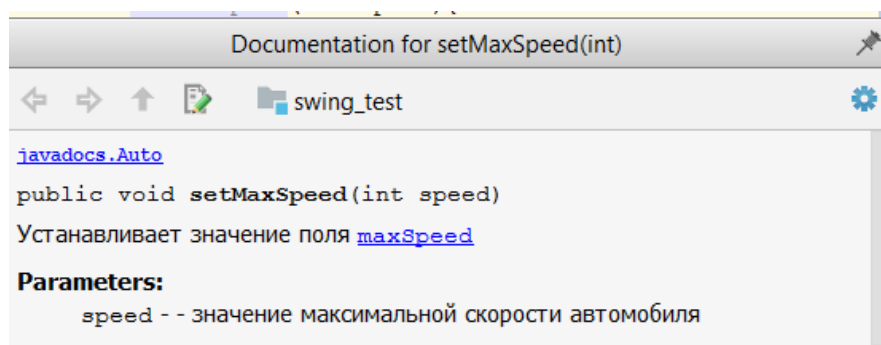 Documentation for setMaxSpeed(int)
swing_test
javadocs.Auto
public void setMaxSpeed(int speed)
Устанавливает значение поля maxSpeed
Parameters:
speed - - значение максимальной скорости автомобиля